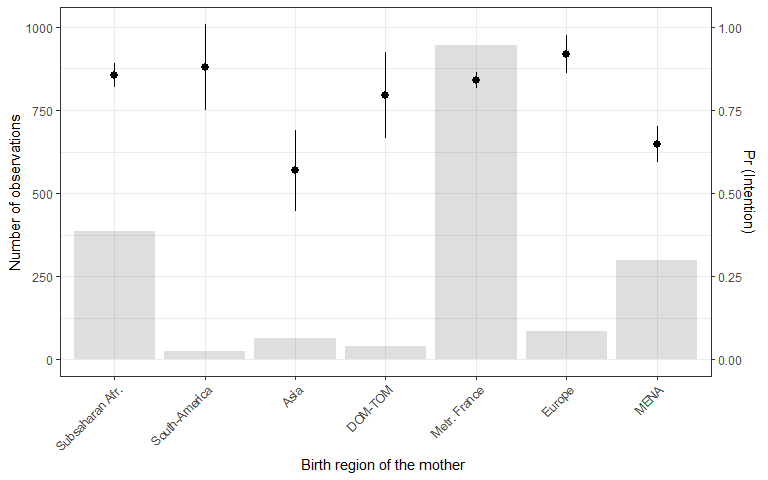 1000
750
500
250
0
Number of observations
1.00
0.75
0.50
0.25
0.00
Pr (Intention)
Subsaharan Afr.
South-America
Asia
DOM-TOM
Metr. France
Europe
MENA
Birth region of the mother